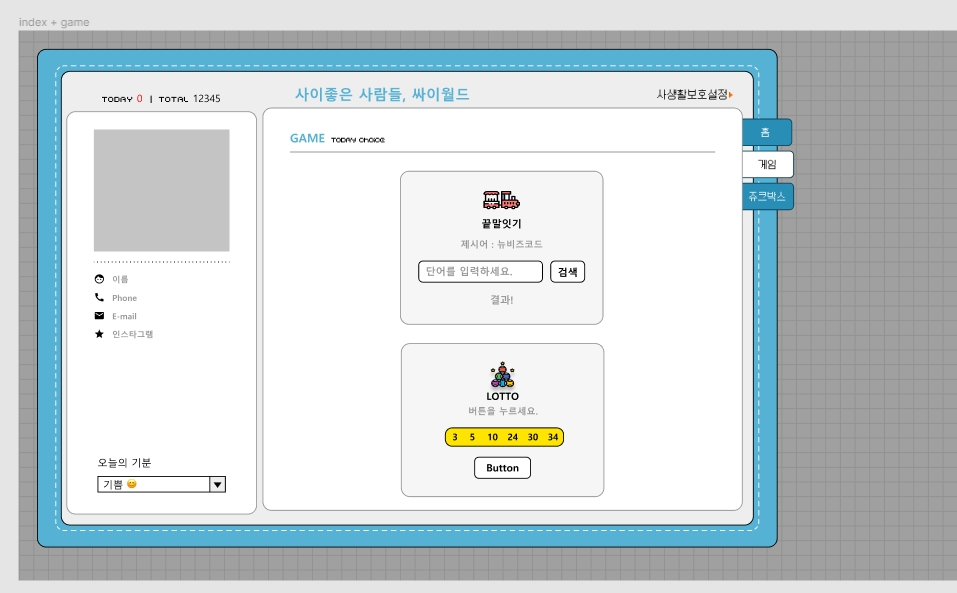 index + game
TODAY 0 | TOTAL 12345
사이좋은 사람들, 싸이월드
사생활보호설정
홈
게임
쥬크박스
이름
Phone
E-mail
인스타그램
오늘의 기분
기쁨 😊
GAME TODAY CHOICE
끝말잇기
제시어 : 뉴비즈코드
단어를 입력하세요. 검색
결과!
LOTTO
버튼을 누르세요.
3 5 10 24 30 34
Button